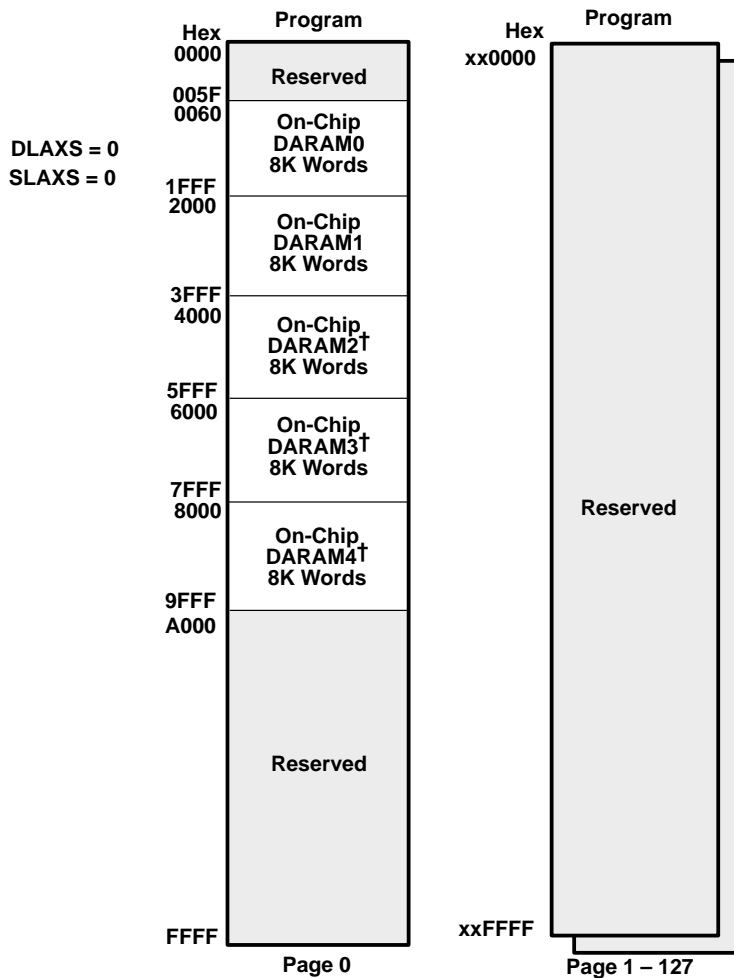 Program
Hex
0000
Reserved
005F
0060
On-Chip
DARAM0
8K Words
DLAXS = 0
SLAXS = 0
1FFF
2000
On-Chip
DARAM1
8K Words
3FFF
4000
On-Chip
DARAM2†
8K Words
5FFF
6000
On-Chip
DARAM3†
8K Words
7FFF
8000
On-Chip
DARAM4†
8K Words
9FFF
A000
Reserved
FFFF
Page 0
Program
Hex
xx0000
Reserved
xxFFFF
Page 1 – 127